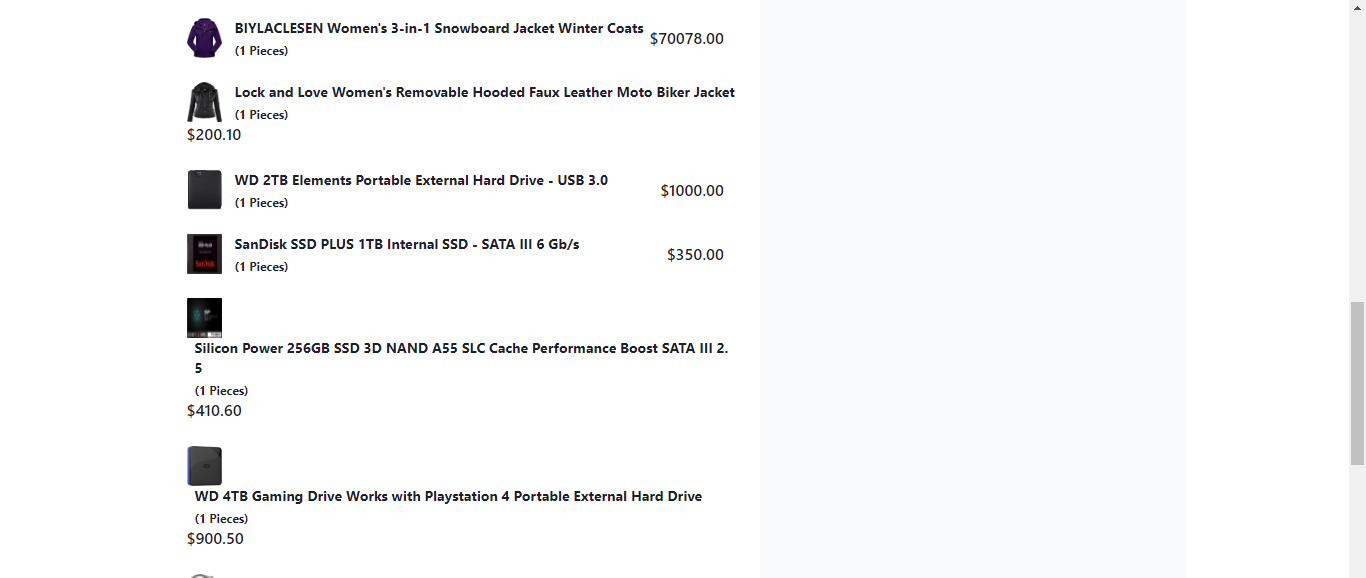 BIYLACLESEN Women's 3-in-1 Snowboard Jacket Winter Coats
(1 Pieces)
$70078.00
Lock and Love Women's Removable Hooded Faux Leather Moto Biker Jacket
(1 Pieces)
$200.10
WD 2TB Elements Portable External Hard Drive - USB 3.0
(1 Pieces)
$1000.00
SanDisk SSD PLUS 1TB Internal SSD - SATA III 6 Gb/s
(1 Pieces)
$350.00
Silicon Power 256GB SSD 3D NAND A55 SLC Cache Performance Boost SATA III 2.
5
(1 Pieces)
$410.60
WD 4TB Gaming Drive Works with Playstation 4 Portable External Hard Drive
(1 Pieces)
$900.50